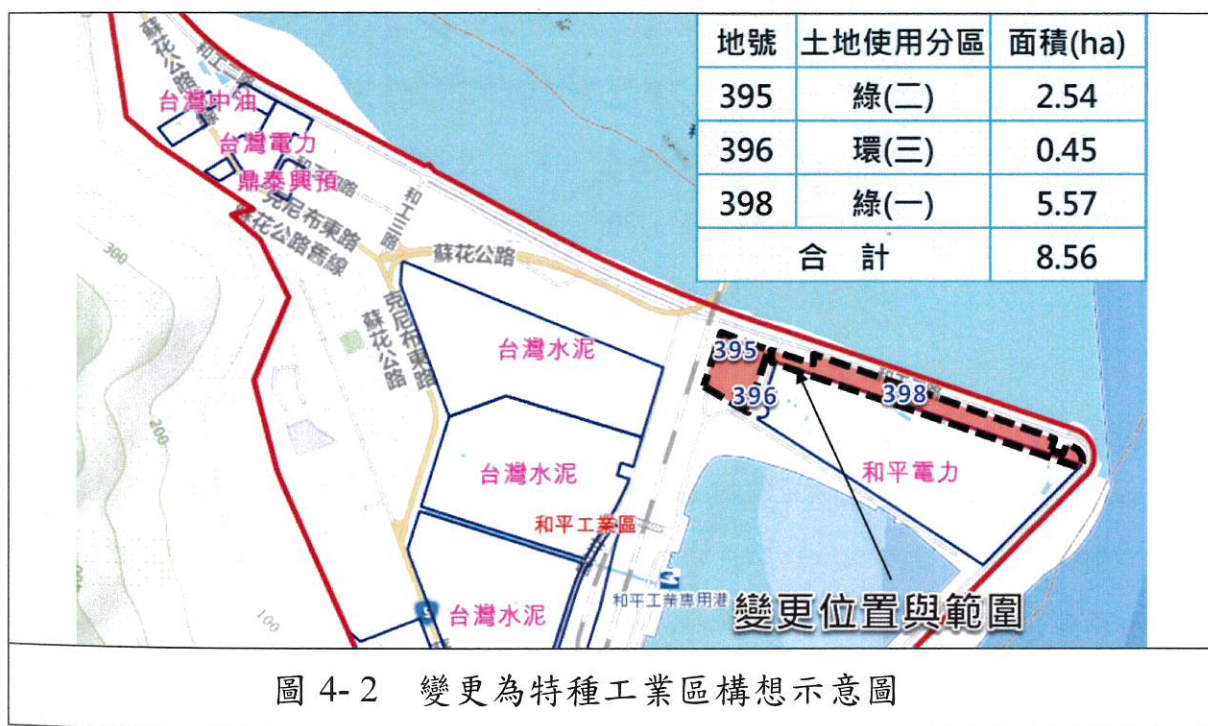 地號 土地使用分區 面積(ha)
395 綠(二) 2.54
396 環(三) 0.45
398 綠(一) 5.57
合計 8.56
蘇花公路
和工二路
台灣中油
台灣電力
鼎泰興預
克尼布東路
蘇花公路舊線
和工三路
蘇花公路
克尼布東路
蘇花公路
台灣水泥
台灣水泥
台灣水泥
和平工業區
和平工業專用港
395
396
398
和平電力
變更位置與範圍
300
200
100
9
圖 4-2 變更為特種工業區構想示意圖